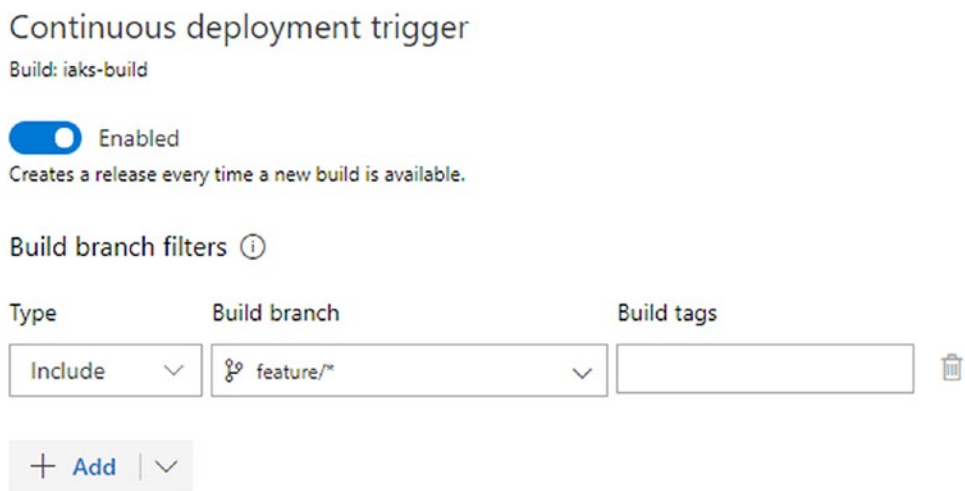 Continuous deployment trigger
Build: iaks-build
Enabled
Creates a release every time a new build is available.
Build branch filters
Type Build branch Build tags
Include feature/*
+ Add